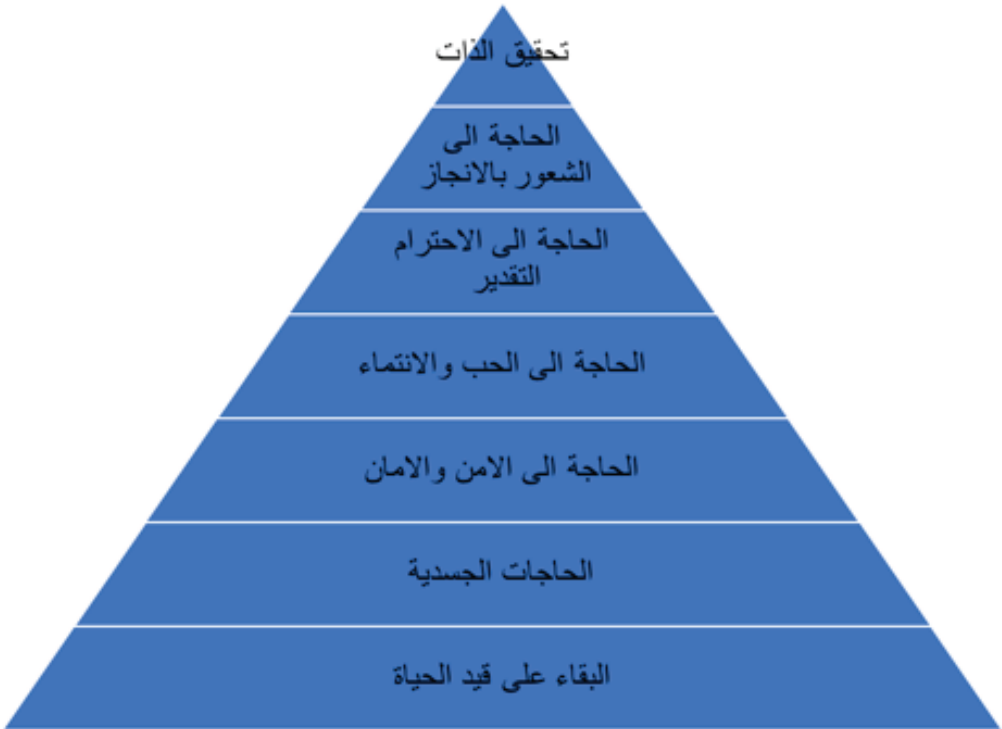 تحقيق الذات
الحاجة الى
الشعور بالانجاز
الحاجة الى الاحترام
التقدير
الحاجة الى الحب والانتماء
الحاجة الى الامن والامان
الحاجات الجسدية
البقاء على قيد الحياة